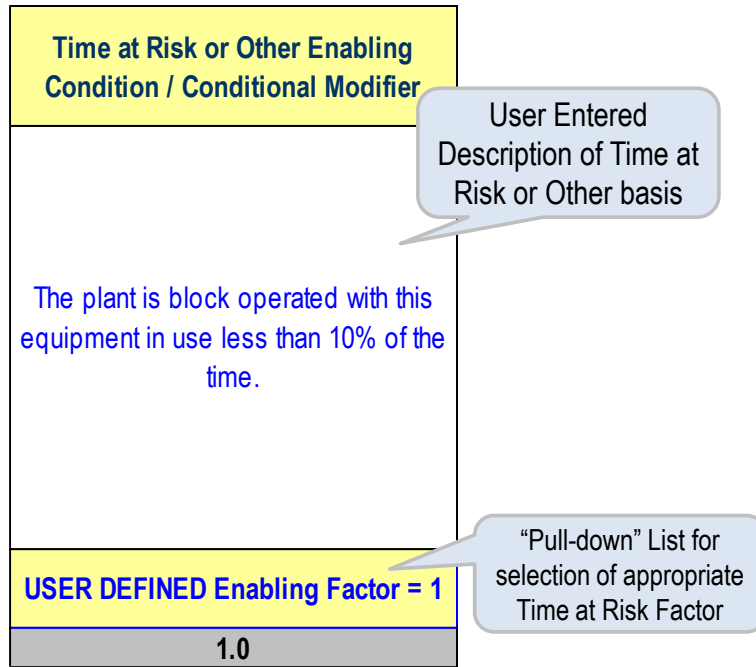 Time at Risk or Other Enabling
Condition / Conditional Modifier
User Entered
Description of Time at
Risk or Other basis
The plant is block operated with this
equipment in use less than 10% of the
time.
USER DEFINED Enabling Factor = 1
“Pull-down” List for
selection of appropriate
Time at Risk Factor
1.0